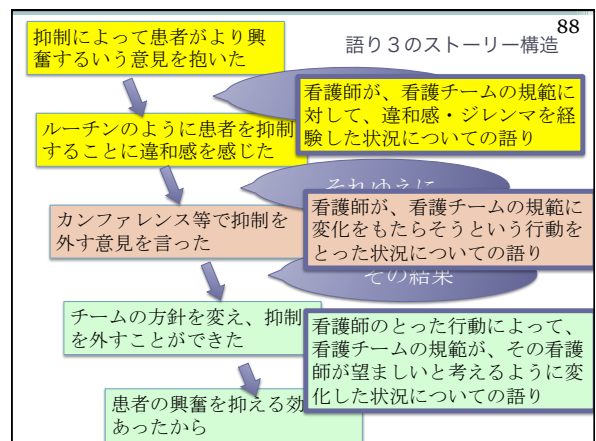 88
語り３のストーリー構造
抑制によって患者がより興
奮するいう意見を抱いた
看護師が、看護チームの規範に
対して、違和感・ジレンマを経
験した状況についての語り
ルーチンのように患者を抑制
することに違和感を感じた
それゆえに
看護師が、看護チームの規範に
変化をもたらそうという行動を
とった状況についての語り
カンファレンス等で抑制を
外す意見を言った
その結果
チームの方針を変え、抑制
を外すことができた
看護師のとった行動によって、
看護チームの規範が、その看護
師が望ましいと考えるように変
化した状況についての語り
患者の興奮を抑える効
あったから